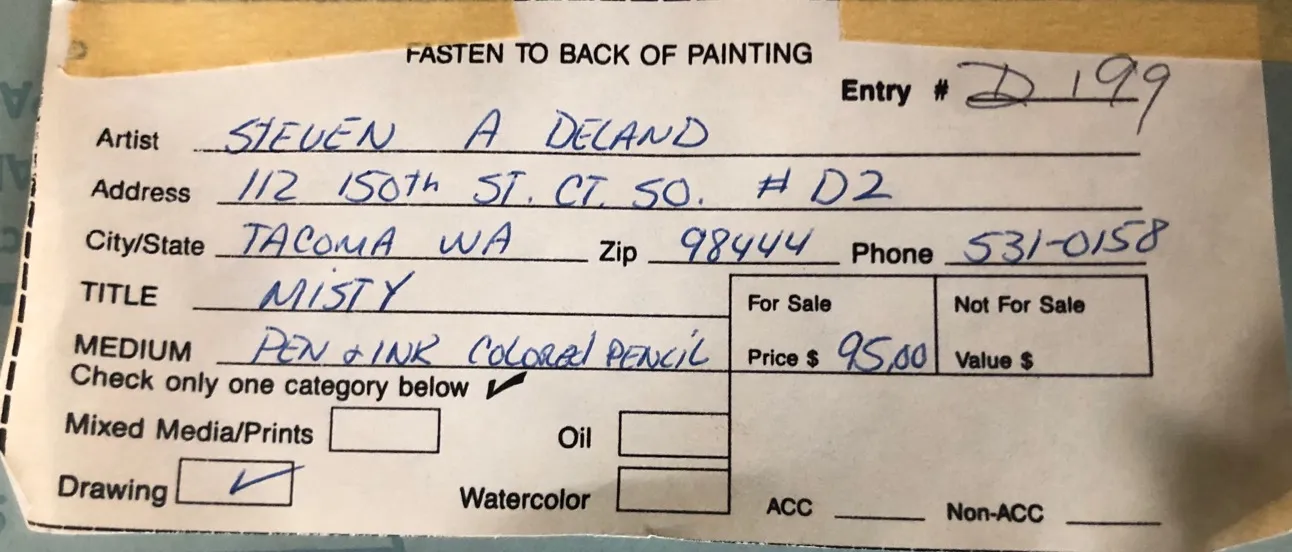 FASTEN TO BACK OF PAINTING
Entry # D 199
Artist STEVEN A DELAND
Address 112 150th ST. CT. SO. # D2
City/State TACOMA WA Zip 98444 Phone 531-0158
TITLE MISTY
For Sale Not For Sale
MEDIUM PEN & INK COLORED PENCIL Price $ 95.00 Value $
Check only one category below ✓
Mixed Media/Prints Oil
Drawing ✓ Watercolor ACC Non-ACC